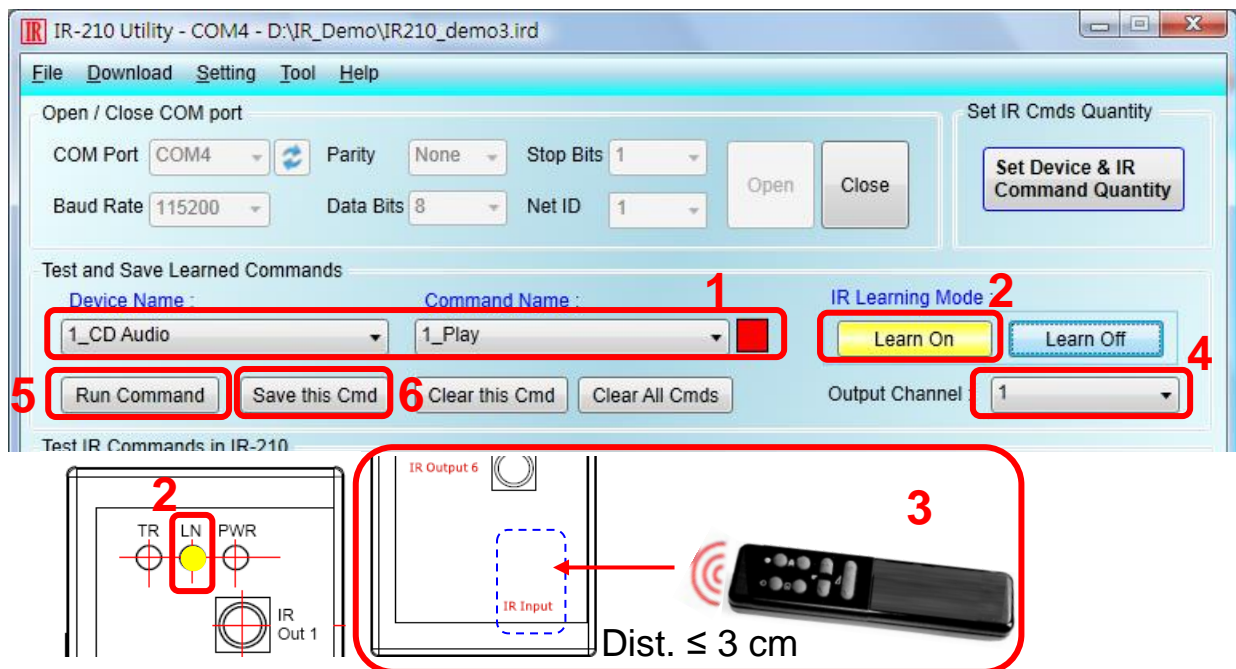 IR IR-210 Utility - COM4 - D:\IR_Demo\IR210_demo3.ird
File Download Setting Tool Help
Open / Close COM port
Set IR Cmds Quantity
COM Port COM4 Parity None Stop Bits 1
Open Close
Set Device & IR
Command Quantity
Baud Rate 115200 Data Bits 8 Net ID 1
Test and Save Learned Commands
Device Name : Command Name : 1 IR Learning Mode : 2
1_CD Audio 1_Play Learn On Learn Off
4
5 Run Command Save this Cmd 6 Clear this Cmd Clear All Cmds Output Channel : 1
Test IR Commands in IR-210
IR Output 6
2
3
TR LN PWR
IR Input
IR
Out 1
Dist. ≤ 3 cm